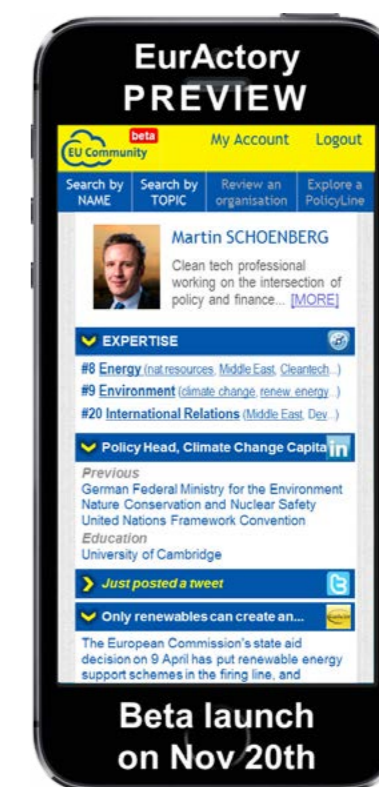 EurActory
PREVIEW
EU Community
beta
My Account Logout
Search by NAME
Search by TOPIC
Review an organisation
Explore a PolicyLine
Martin SCHOENBERG
Clean tech professional
working on the intersection of
policy and finance... [MORE]
EXPERTISE
#8 Energy (nat.resources, Middle East, Cleantech...)
#9 Environment (climate change, renew. energy...)
#20 International Relations (Middle East, Dev...)
Policy Head, Climate Change Capita
in
Previous
German Federal Ministry for the Environment
Nature Conservation and Nuclear Safety
United Nations Framework Convention
Education
University of Cambridge
Just posted a tweet
Only renewables can create an...
The European Commission's state aid
decision on 9 April has put renewable energy
support schemes in the firing line, and
Beta launch
on Nov 20th